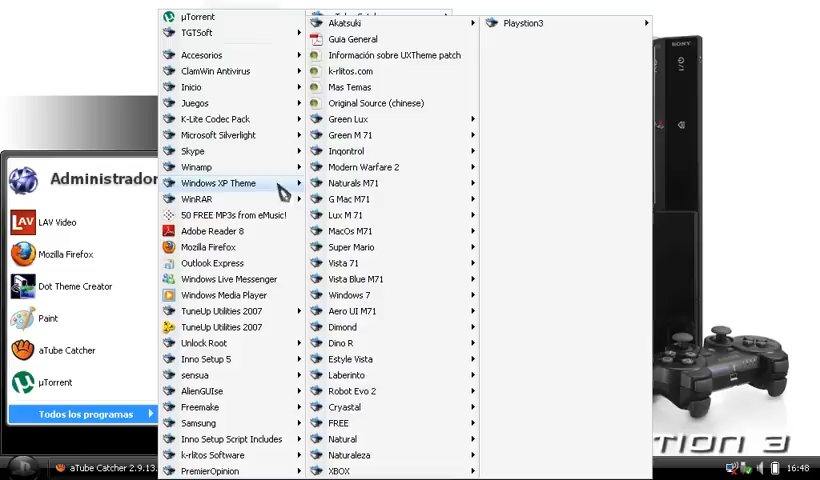 Administrador
LAV Video
Mozilla Firefox
Dot Theme Creator
Paint
aTube Catcher
µTorrent
Todos los programas
µTorrent
TGTSoft
Accesorios
ClamWin Antivirus
Inicio
Juegos
K-Lite Codec Pack
Microsoft Silverlight
Skype
Winamp
Windows XP Theme
WinRAR
50 FREE MP3s from eMusic!
Adobe Reader 8
Mozilla Firefox
Outlook Express
Windows Live Messenger
Windows Media Player
TuneUp Utilities 2007
TuneUp Utilities 2007
Unlock Root
Inno Setup 5
sensua
AlienGUIse
Freemake
Samsung
Inno Setup Script Includes
k-rlitos Software
PremierOpinion
Akatsuki
Guia General
Información sobre UXTheme patch
k-rlitos.com
Mas Temas
Original Source (chinese)
Green Lux
Green M 71
Inqontrol
Modern Warfare 2
Naturals M71
G Mac M71
Lux M 71
MacOs M71
Super Mario
Vista 71
Vista Blue M71
Windows 7
Aero UI M71
Dimond
Dino R
Estyle Vista
Laberinto
Robot Evo 2
Cryastal
FREE
Natural
Naturaleza
XBOX
Playstion3
SONY
TION 3
aTube Catcher 2.9.13.
16:48